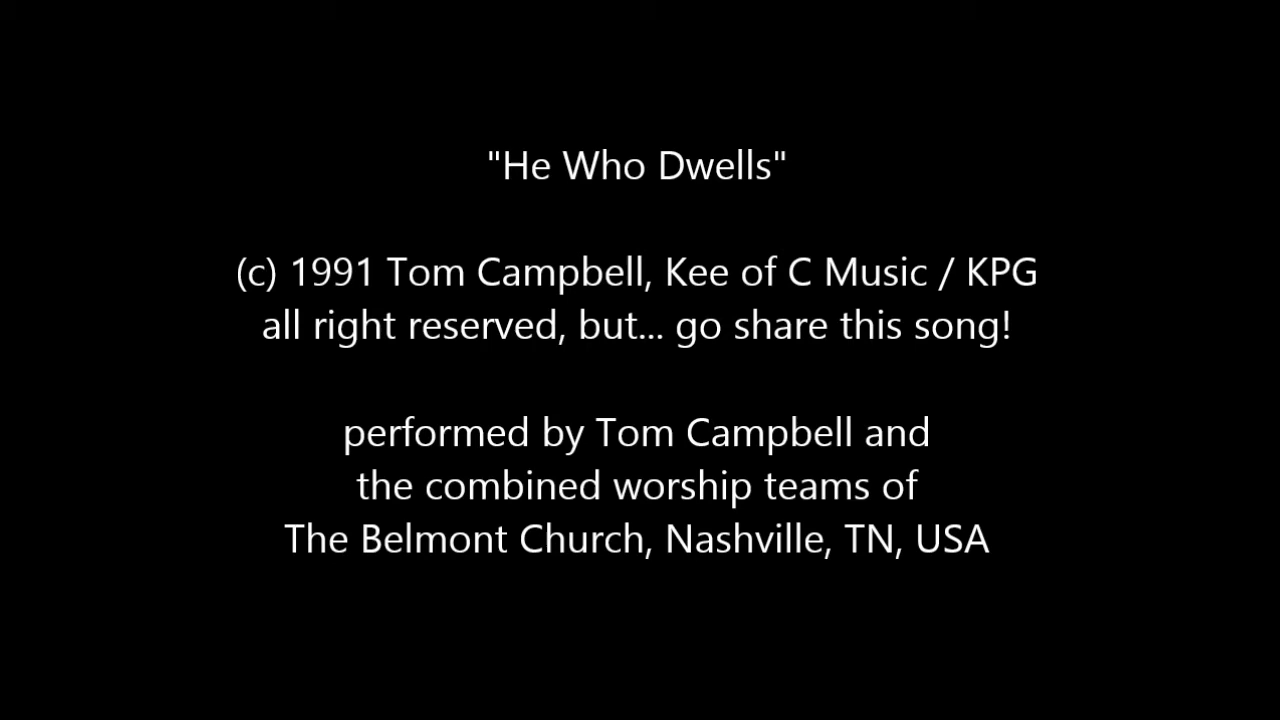 "He Who Dwells"
(c) 1991 Tom Campbell, Kee of C Music / KPG
all right reserved, but... go share this song!
performed by Tom Campbell and
the combined worship teams of
The Belmont Church, Nashville, TN, USA